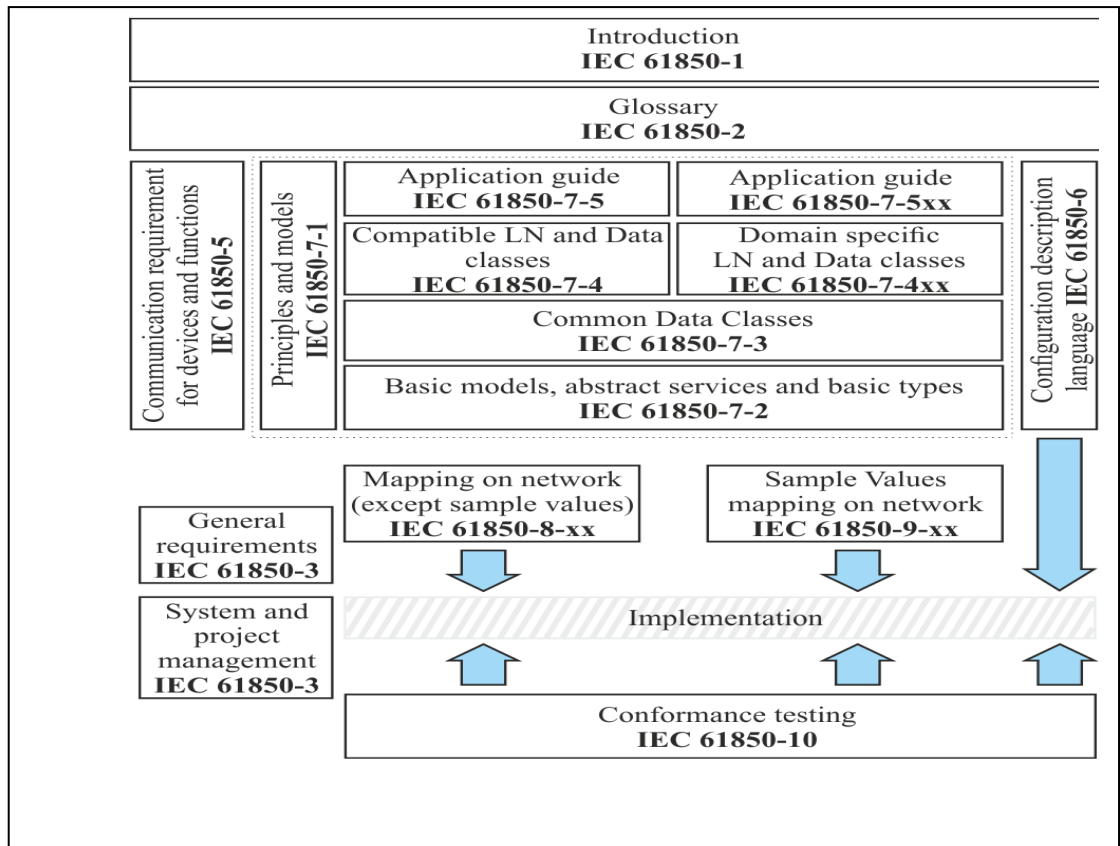 Introduction
IEC 61850-1
Glossary
IEC 61850-2
Communication requirement
for devices and functions
IEC 61850-5
Principles and models
IEC 61850-7-1
Application guide
IEC 61850-7-5
Application guide
IEC 61850-7-5xx
Compatible LN and Data
classes
IEC 61850-7-4
Domain specific
LN and Data classes
IEC 61850-7-4xx
Common Data Classes
IEC 61850-7-3
Basic models, abstract services and basic types
IEC 61850-7-2
Configuration description
language IEC 61850-6
Mapping on network
(except sample values)
IEC 61850-8-xx
Sample Values
mapping on network
IEC 61850-9-xx
General
requirements
IEC 61850-3
System and
project
management
IEC 61850-3
Implementation
Conformance testing
IEC 61850-10